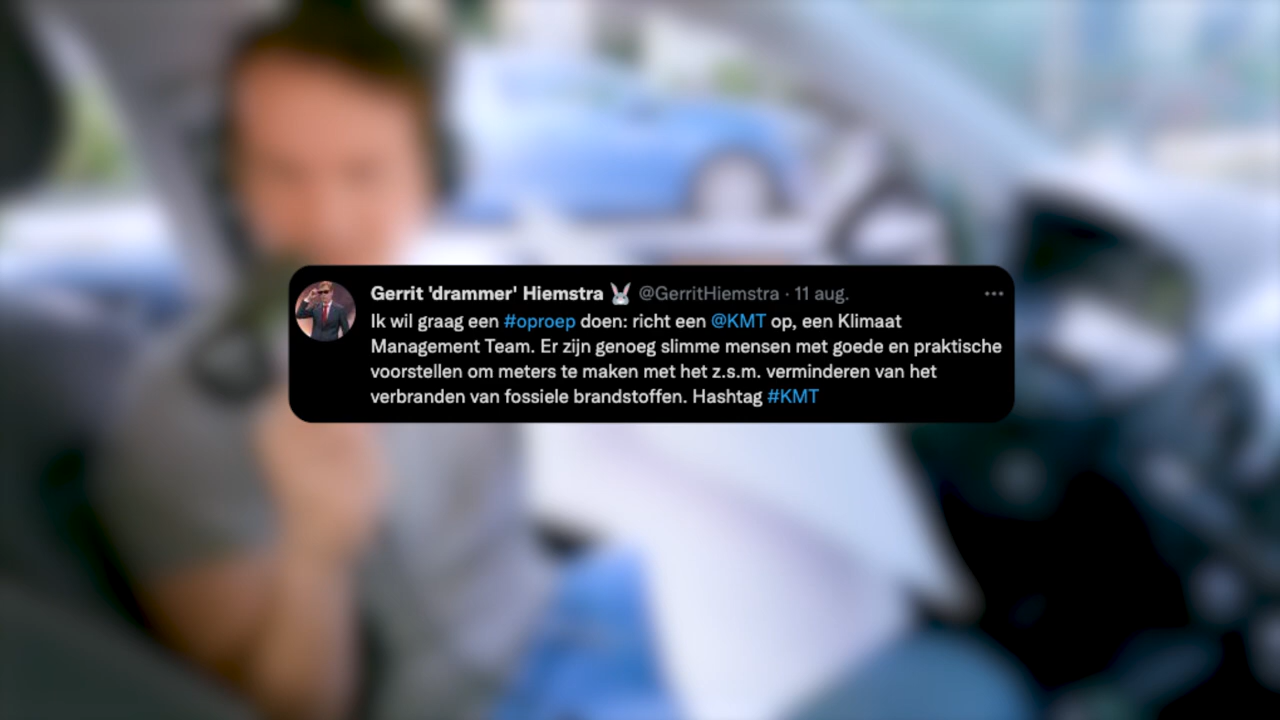 Gerrit 'drammer' Hiemstra 🐰 @GerritHiemstra · 11 aug.
Ik wil graag een #oproep doen: richt een @KMT op, een Klimaat
Management Team. Er zijn genoeg slimme mensen met goede en praktische
voorstellen om meters te maken met het z.s.m. verminderen van het
verbranden van fossiele brandstoffen. Hashtag #KMT